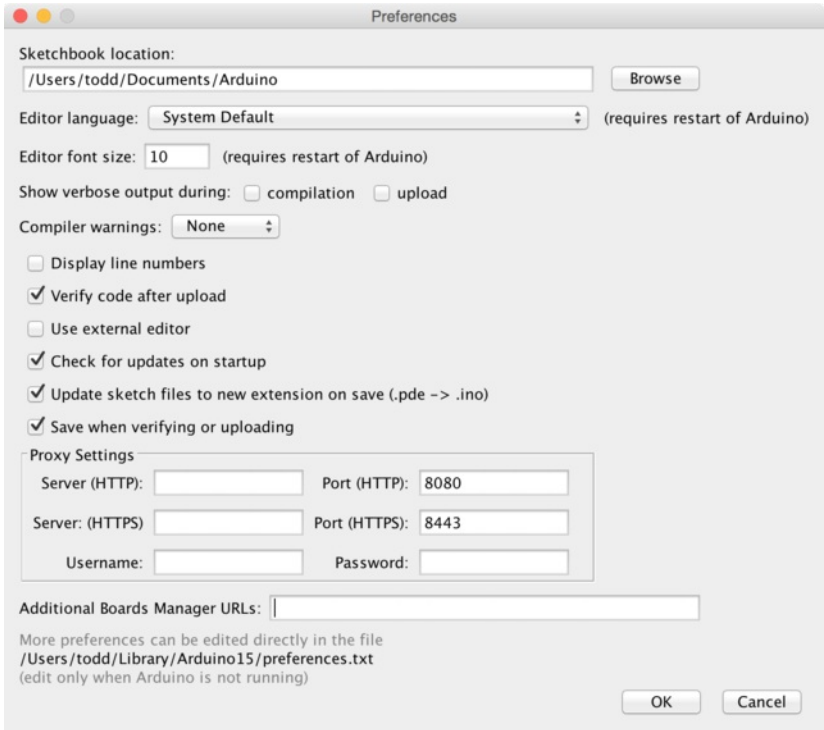 Preferences
Sketchbook location:
/Users/todd/Documents/Arduino Browse
Editor language: System Default (requires restart of Arduino)
Editor font size: 10 (requires restart of Arduino)
Show verbose output during: compilation upload
Compiler warnings: None
Display line numbers
Verify code after upload
Use external editor
Check for updates on startup
Update sketch files to new extension on save (.pde -> .ino)
Save when verifying or uploading
Proxy Settings
Server (HTTP): Port (HTTP): 8080
Server: (HTTPS) Port (HTTPS): 8443
Username: Password:
Additional Boards Manager URLs:
More preferences can be edited directly in the file
/Users/todd/Library/Arduino15/preferences.txt
(edit only when Arduino is not running)
OK Cancel